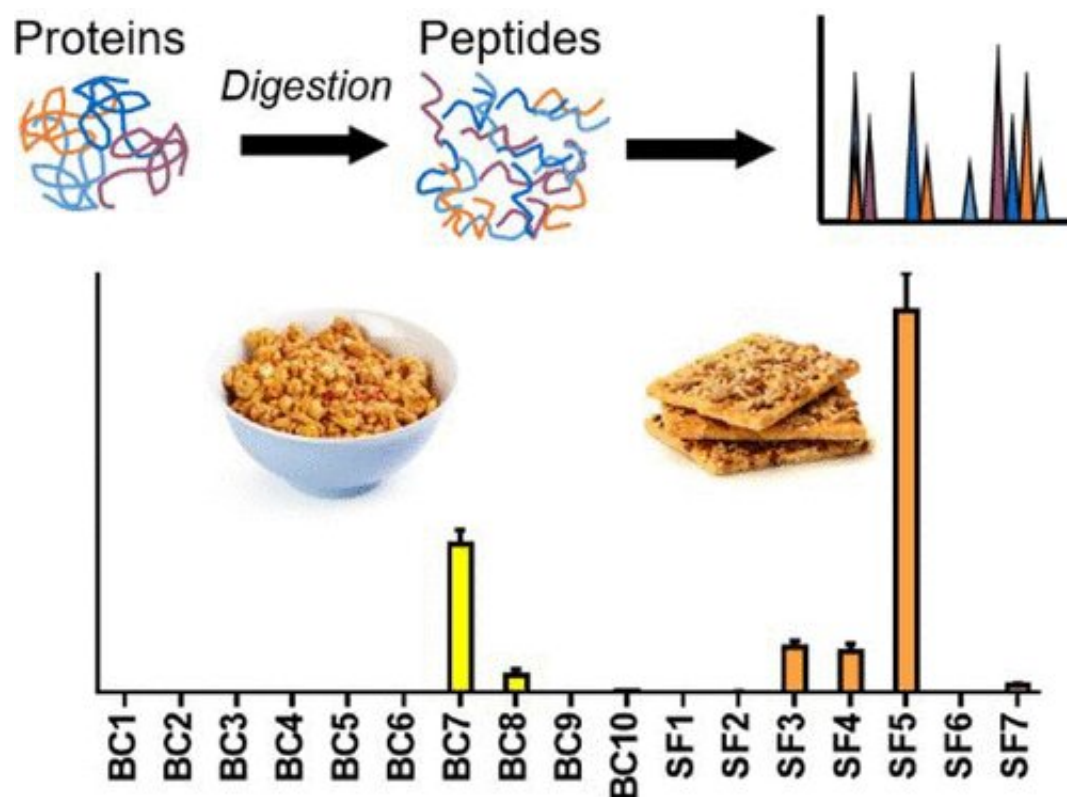 Proteins
Digestion
Peptides
BC1
BC2
BC3
BC4
BC5
BC6
BC7
BC8
BC9
BC10
SF1
SF2
SF3
SF4
SF5
SF6
SF7